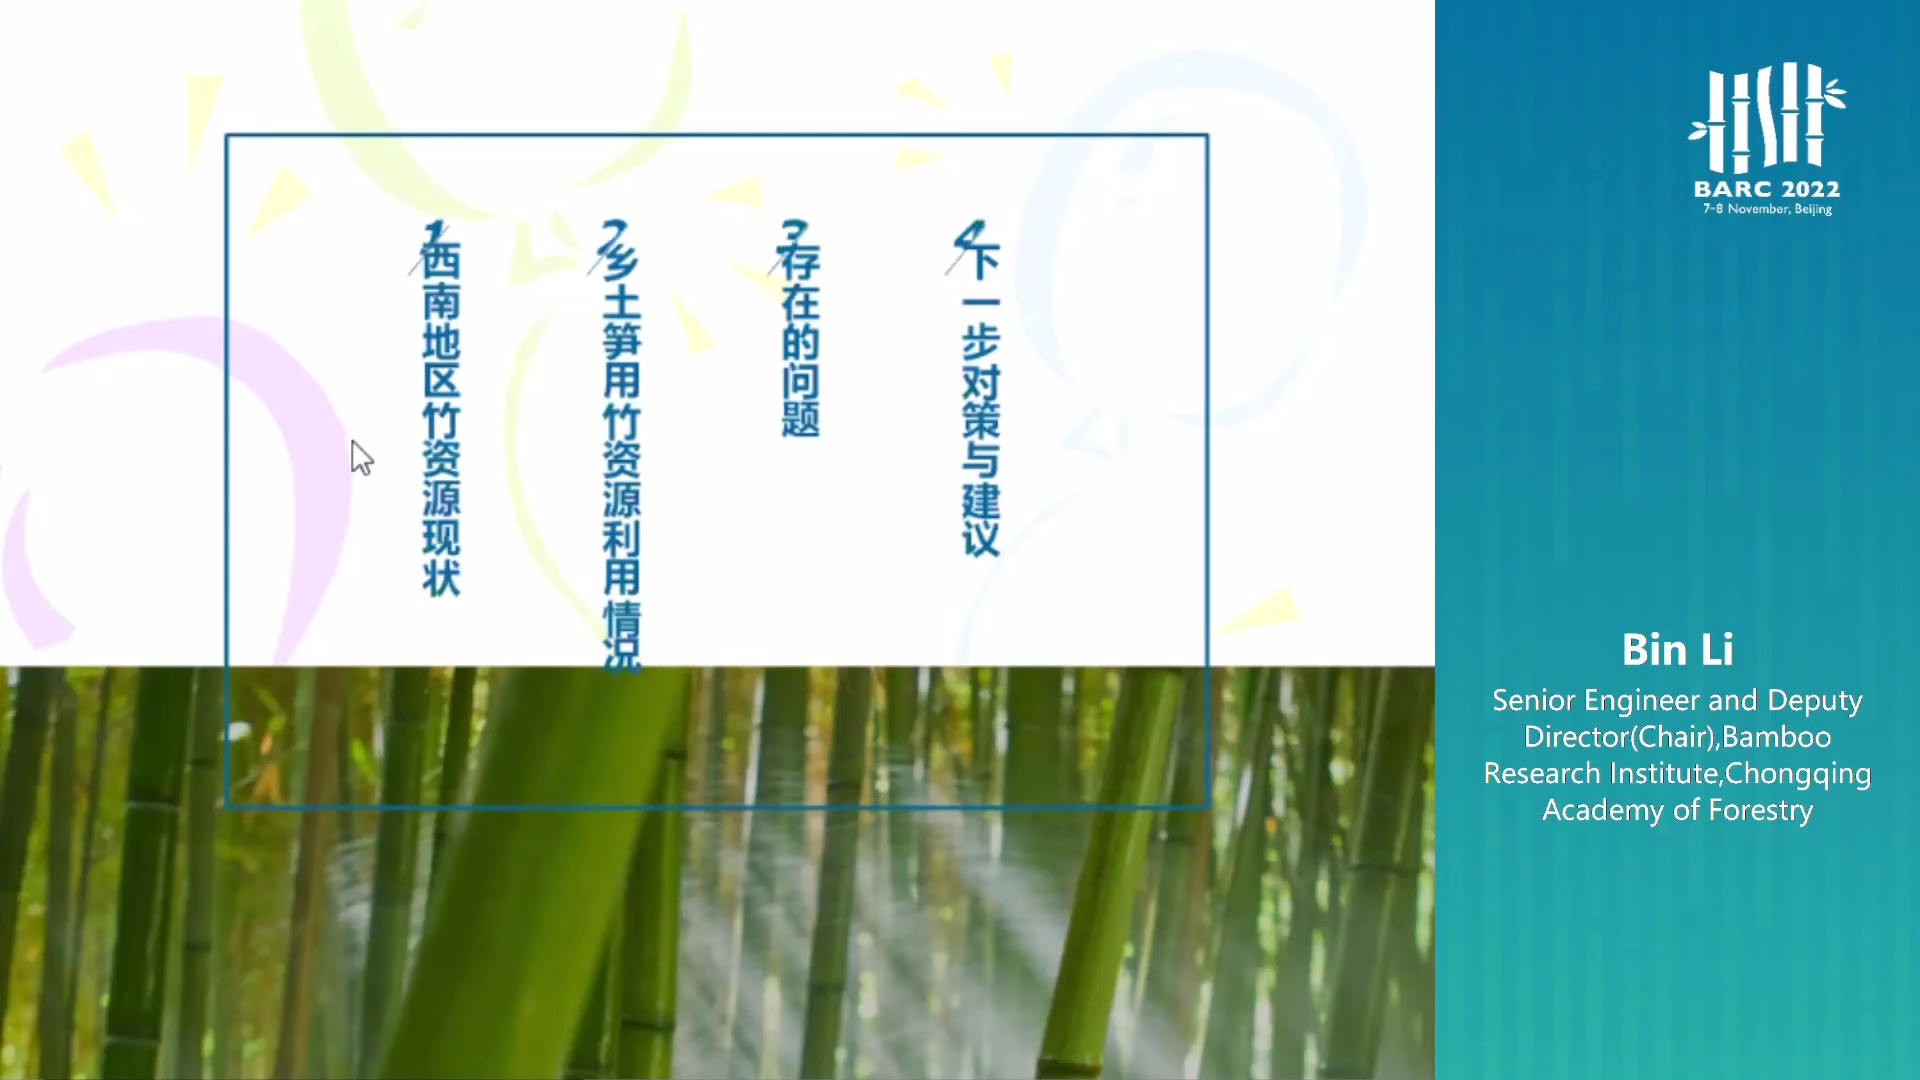 1
西南地区竹资源现状
2
乡土笋用竹资源利用情况
3
存在的问题
4
下一步对策与建议
BARC 2022
7-8 November, Beijing
Bin Li
Senior Engineer and Deputy
Director(Chair),Bamboo
Research Institute,Chongqing
Academy of Forestry